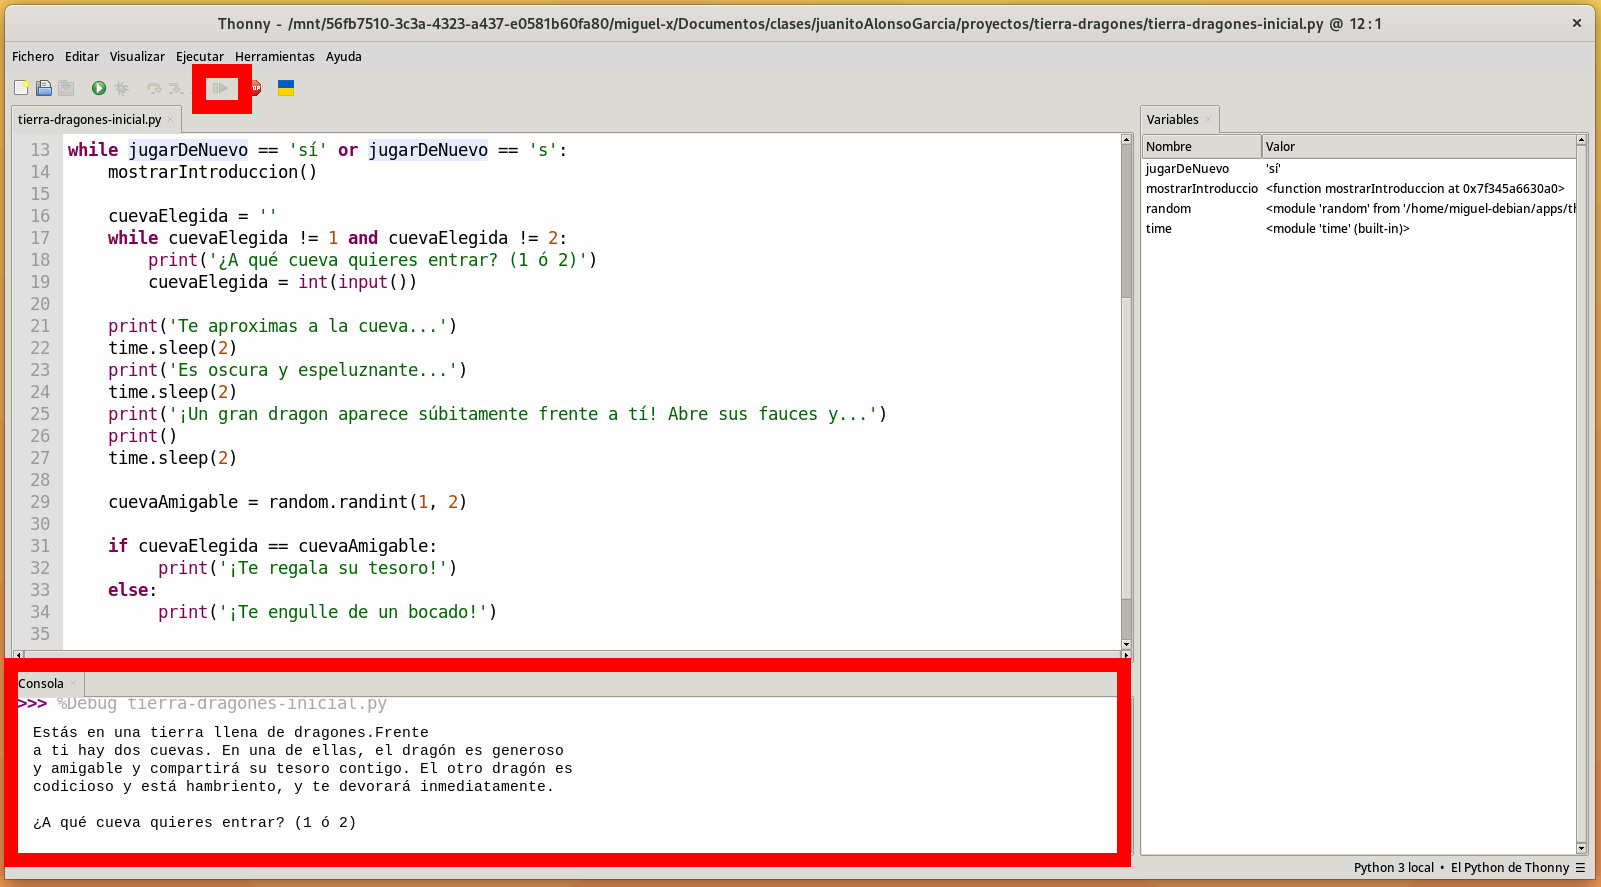 Thonny - /mnt/56fb7510-3c3a-4323-a437-e0581b60fa80/miguel-x/Documentos/clases/juanitoAlonsoGarcia/proyectos/tierra-dragones/tierra-dragones-inicial.py @ 12:1
Fichero Editar Visualizar Ejecutar Herramientas Ayuda
tierra-dragones-inicial.py
13 while jugarDeNuevo == 'sí' or jugarDeNuevo == 's':
14     mostrarIntroduccion()
15
16     cuevaElegida = ''
17     while cuevaElegida != 1 and cuevaElegida != 2:
18         print('¿A qué cueva quieres entrar? (1 ó 2)')
19         cuevaElegida = int(input())
20
21     print('Te aproximas a la cueva...')
22     time.sleep(2)
23     print('Es oscura y espeluznante...')
24     time.sleep(2)
25     print('¡Un gran dragon aparece súbitamente frente a tí! Abre sus fauces y...')
26     print()
27     time.sleep(2)
28
29     cuevaAmigable = random.randint(1, 2)
30
31     if cuevaElegida == cuevaAmigable:
32          print('¡Te regala su tesoro!')
33     else:
34          print('¡Te engulle de un bocado!')
35
Consola
>>> %Debug tierra-dragones-inicial.py
Estás en una tierra llena de dragones.Frente
a ti hay dos cuevas. En una de ellas, el dragón es generoso
y amigable y compartirá su tesoro contigo. El otro dragón es
codicioso y está hambriento, y te devorará inmediatamente.
¿A qué cueva quieres entrar? (1 ó 2)
Variables
Nombre Valor
jugarDeNuevo 'sí'
mostrarIntroduccio <function mostrarIntroduccion at 0x7f345a6630a0>
random <module 'random' from '/home/miguel-debian/apps/th
time <module 'time' (built-in)>
Python 3 local • El Python de Thonny ☰